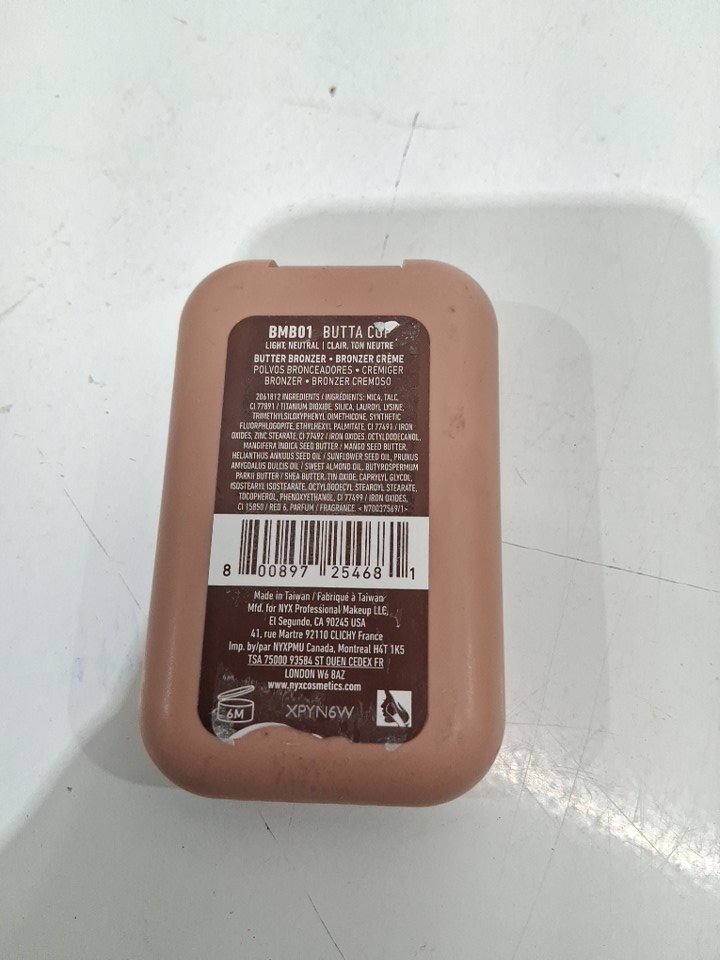 BMB01 BUTTA CUP
LIGHT, NEUTRAL | CLAIR, TON NEUTRE
BUTTER BRONZER • BRONZER CRÈME
POLVOS BRONCEADORES • CRÉMIGER
BRONZER • BRONZER CREMOSO
2061812 INGREDIENTS / INGRÉDIENTS: MICA, TALC,
CI 77891 / TITANIUM DIOXIDE, SILICA, LAUROYL LYSINE,
TRIMETHYLSILOXYPHENYL DIMETHICONE, SYNTHETIC
FLUORPHLOGOPITE, ETHYLHEXYL PALMITATE, CI 77491 / IRON
OXIDES, ZINC STEARATE, CI 77492 / IRON OXIDES, OCTYLDODECANOL,
MANGIFERA INDICA SEED BUTTER / MANGO SEED BUTTER,
HELIANTHUS ANNUUS SEED OIL / SUNFLOWER SEED OIL, PRUNUS
AMYGDALUS DULCIS OIL / SWEET ALMOND OIL, BUTYROSPERMUM
PARKII BUTTER / SHEA BUTTER, TIN OXIDE, CAPRYLYL GLYCOL,
ISOSTEARYL ISOSTEARATE, OCTYLDODECYL STEAROYL STEARATE,
TOCOPHEROL, PHENOXYETHANOL, CI 77499 / IRON OXIDES,
CI 15850 / RED 6, PARFUM / FRAGRANCE. < N70037569/1>
8 00897 25468 1
Made in Taiwan / Fabriqué à Taiwan
Mfd. for NYX Professional Makeup LLC,
El Segundo, CA 90245 USA
41, rue Martre 92110 CLICHY France
Imp. by/par NYXPMU Canada, Montreal H4T 1K5
TSA 75000 93584 ST OUEN CEDEX FR
LONDON W6 8AZ
www.nyxcosmetics.com
6M XPYN6W